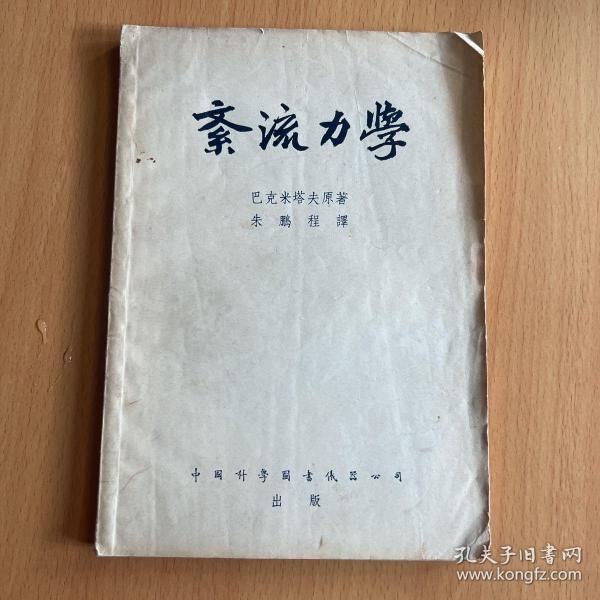 紊流力學
巴克米塔夫原著
朱鵬程譯
中國科學圖書儀器公司
出版
孔夫子旧书网
www.kongfz.com